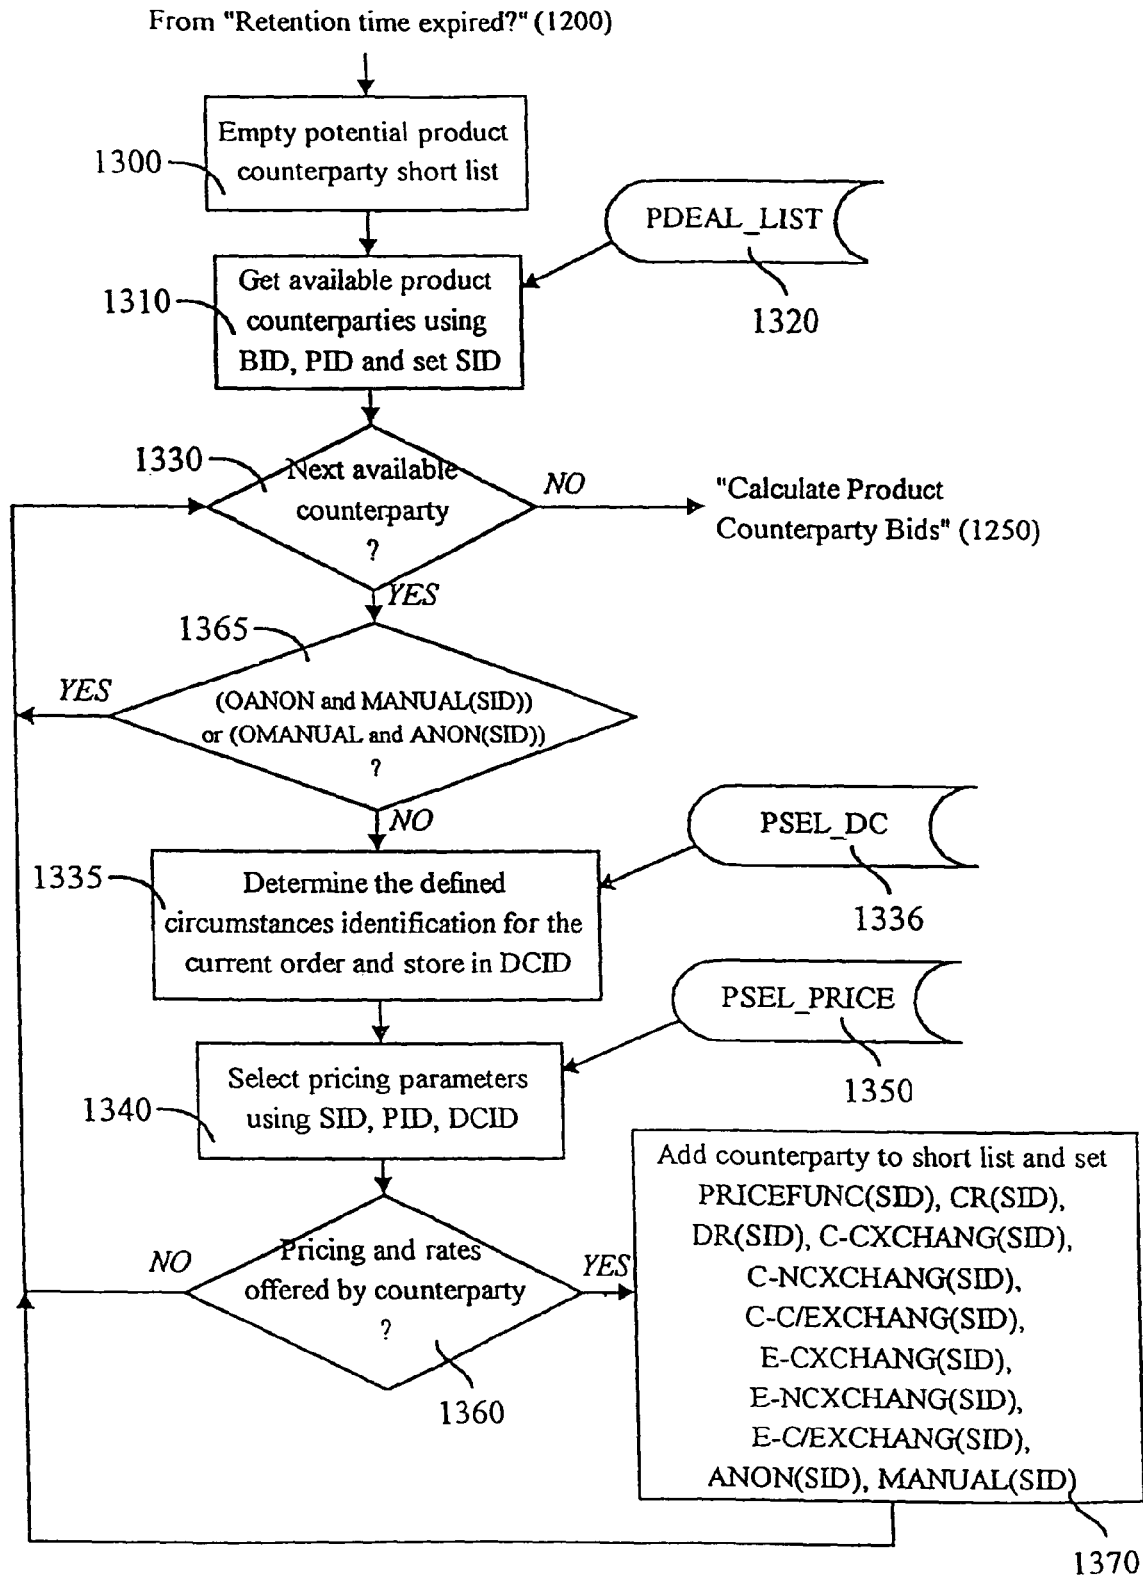 From "Retention time expired?" (1200)
Empty potential product
counterparty short list
1300
PDEAL_LIST
1320
Get available product
counterparties using
BID, PID and set SID
1310
1330
Next available
counterparty
?
NO
"Calculate Product
Counterparty Bids" (1250)
YES
1365
YES
(OANON and MANUAL(SID))
or (OMANUAL and ANON(SID))
?
NO
PSEL_DC
1336
1335
Determine the defined
circumstances identification for the
current order and store in DCID
PSEL_PRICE
1350
Select pricing parameters
using SID, PID, DCID
1340
NO
Pricing and rates
offered by counterparty
?
YES
1360
Add counterparty to short list and set
PRICEFUNC(SID), CR(SID),
DR(SID), C-CXCHANG(SID),
C-NCXCHANG(SID),
C-C/EXCHANG(SID),
E-CXCHANG(SID),
E-NCXCHANG(SID),
E-C/EXCHANG(SID),
ANON(SID), MANUAL(SID)
1370